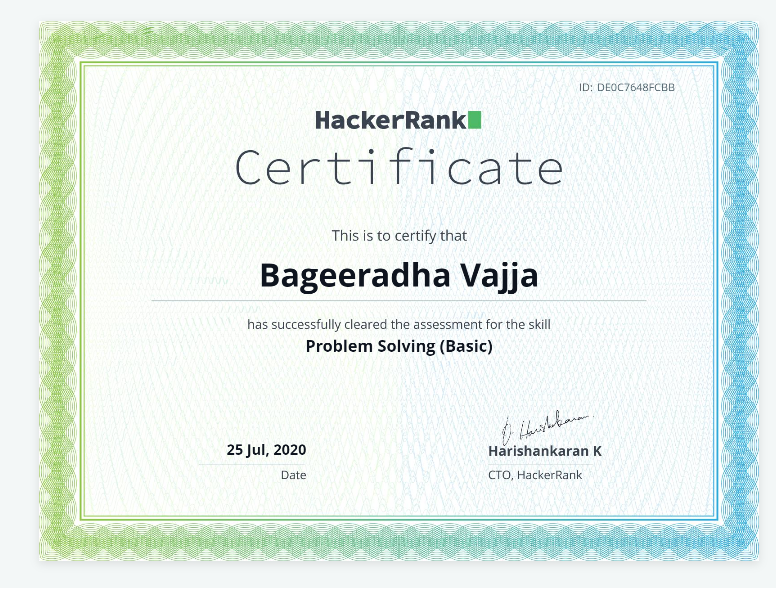 ID: DE0C7648FCBB
HackerRank
Certificate
This is to certify that
Bageeradha Vajja
has successfully cleared the assessment for the skill
Problem Solving (Basic)
25 Jul, 2020
Date
Harishankaran K
CTO, HackerRank